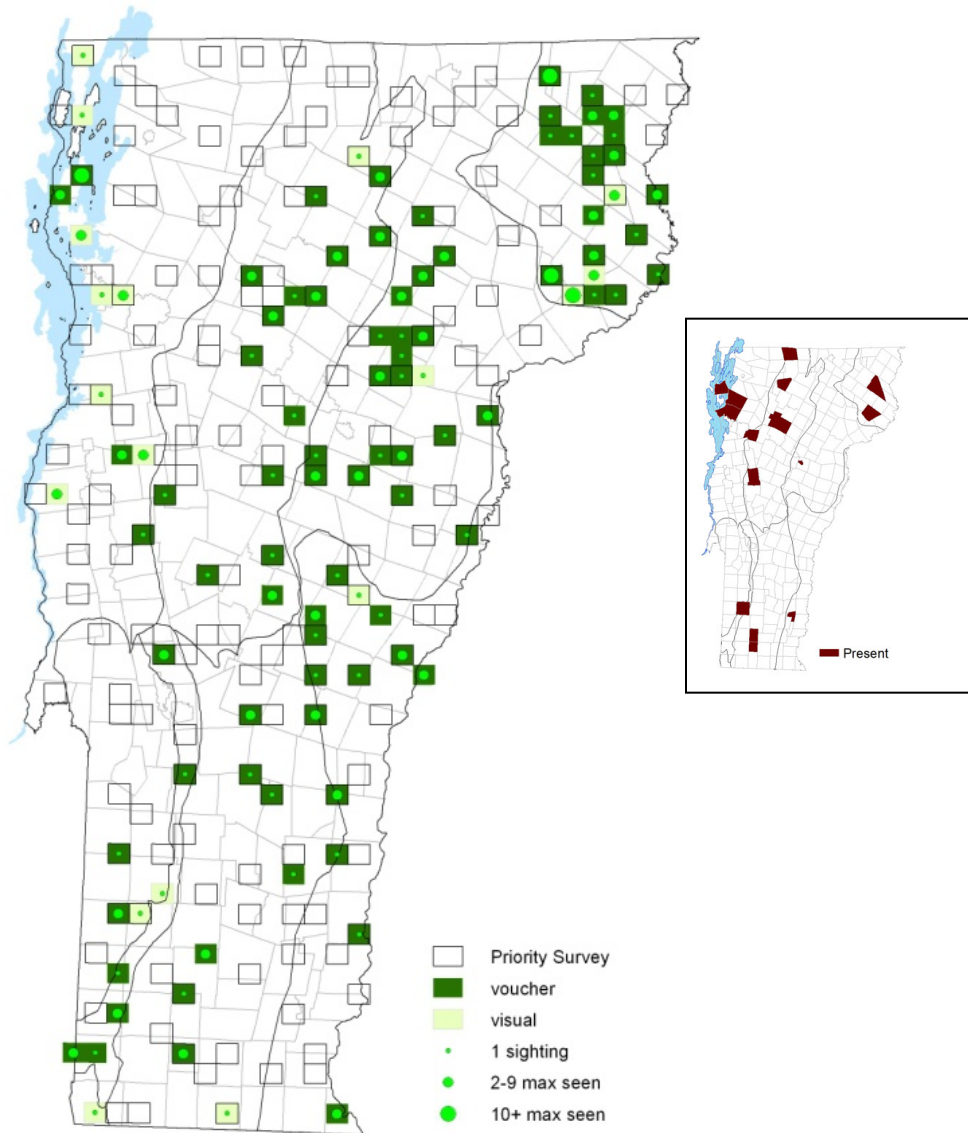 Present
Priority Survey
voucher
visual
1 sighting
2-9 max seen
10+ max seen